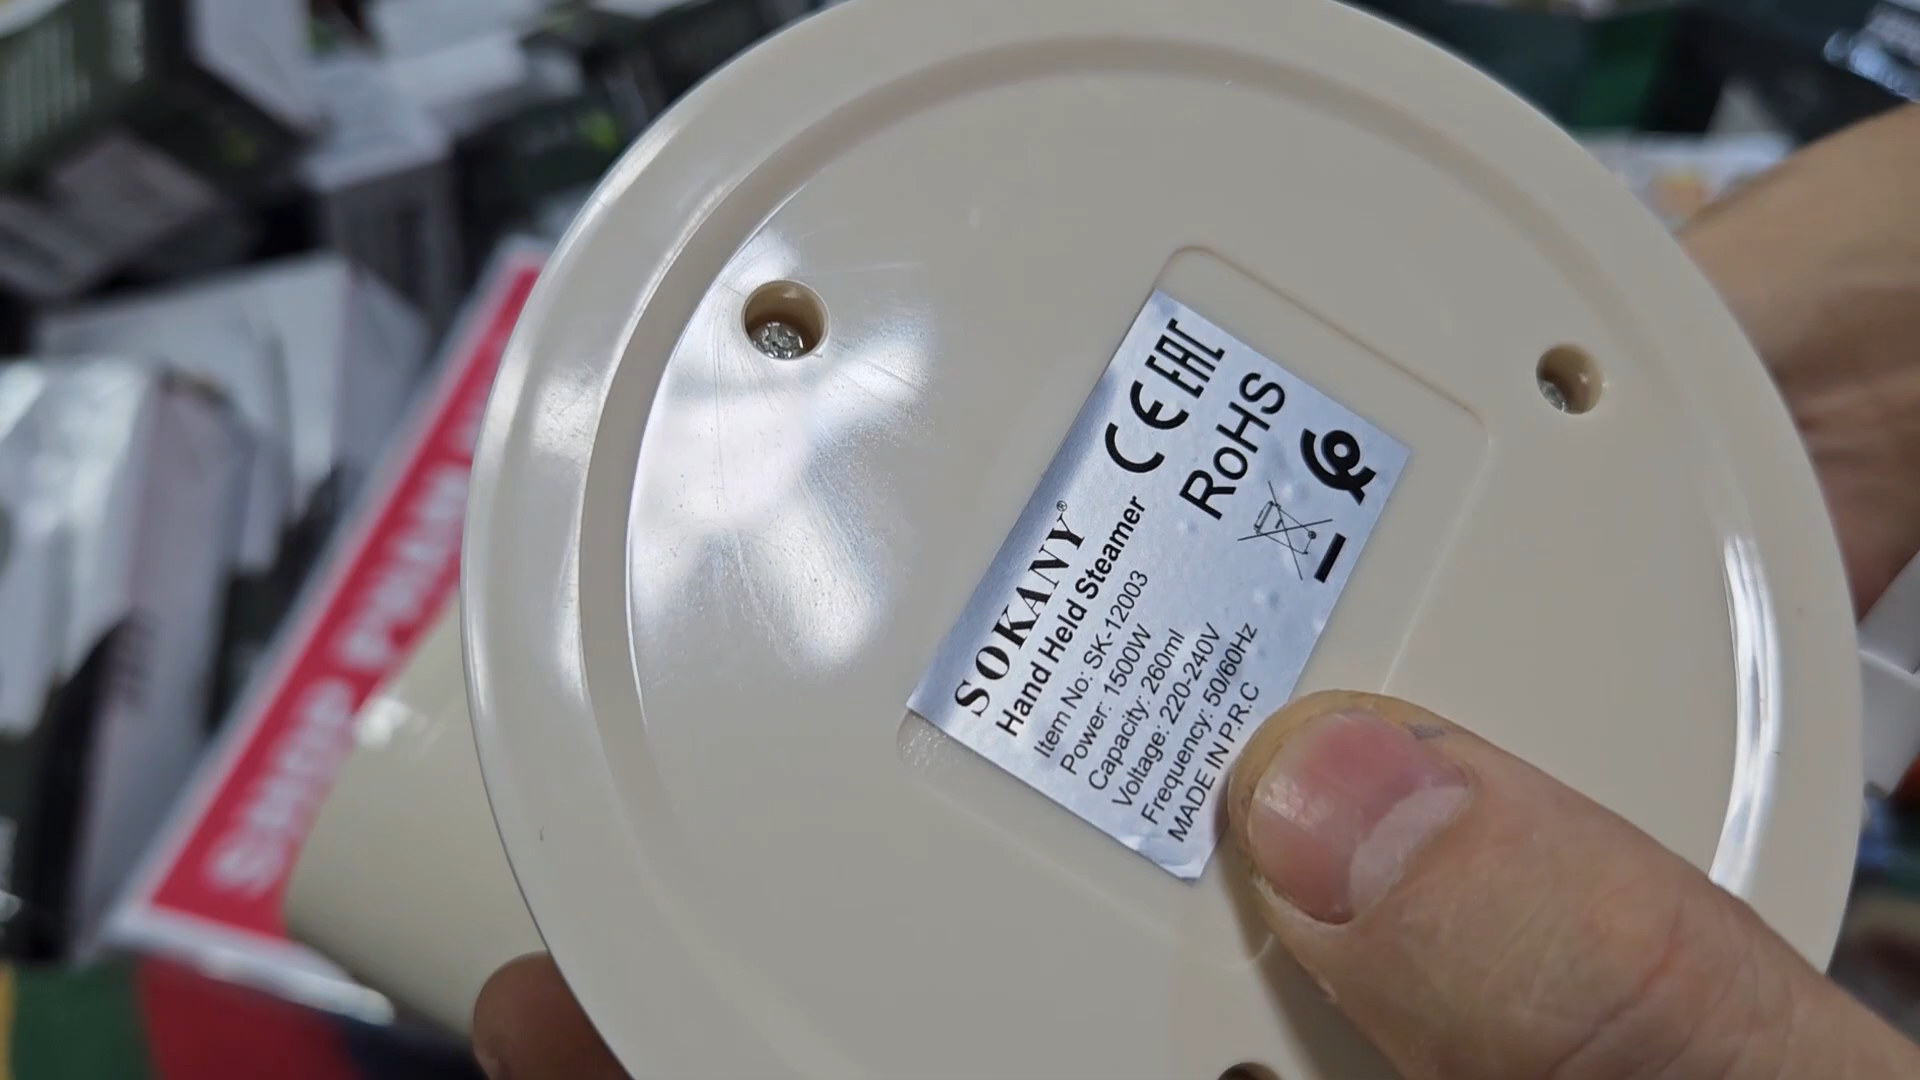 SOKANY®
Hand Held Steamer
Item No: SK-12003
Power: 1500W
Capacity: 260ml
Voltage: 220-240V
Frequency: 50/60Hz
MADE IN P.R.C
CE EAC
RoHS